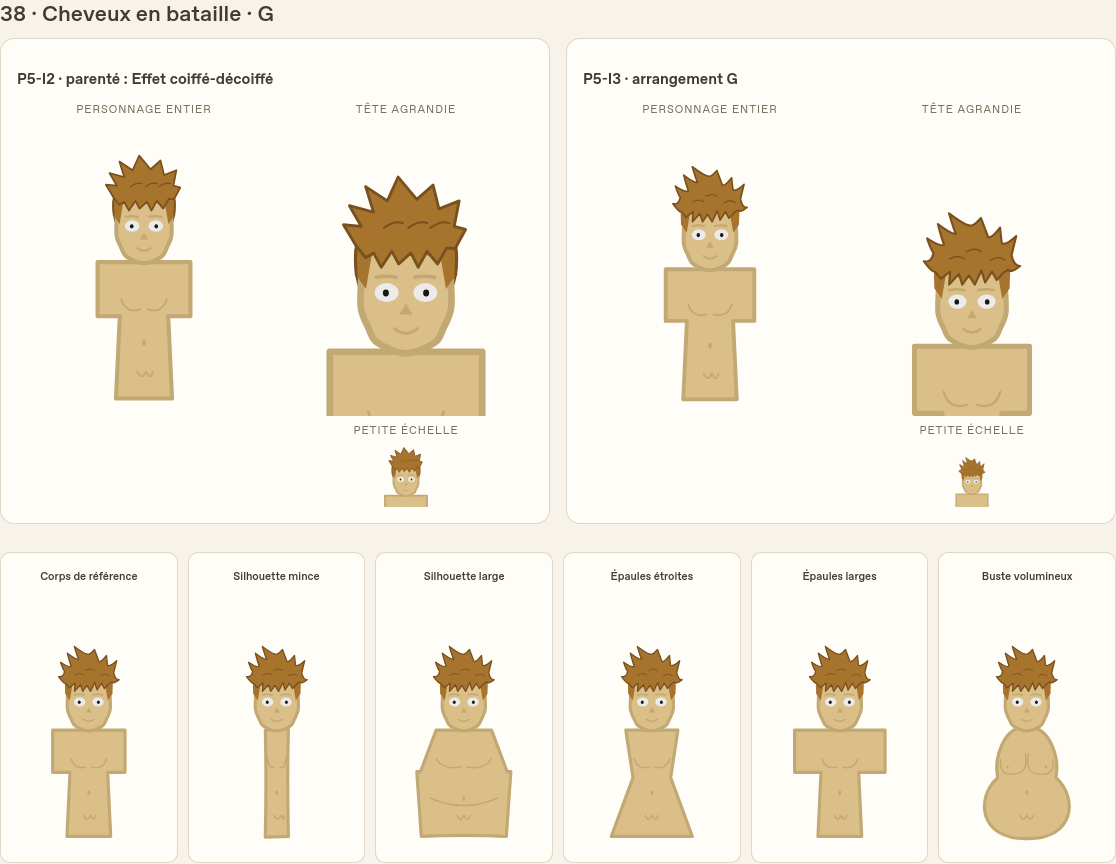 38 · Cheveux en bataille · G
P5-I2 · parenté : Effet coiffé-décoiffé
PERSONNAGE ENTIER
TÊTE AGRANDIE
PETITE ÉCHELLE
P5-I3 · arrangement G
PERSONNAGE ENTIER
TÊTE AGRANDIE
PETITE ÉCHELLE
Corps de référence
Silhouette mince
Silhouette large
Épaules étroites
Épaules larges
Buste volumineux